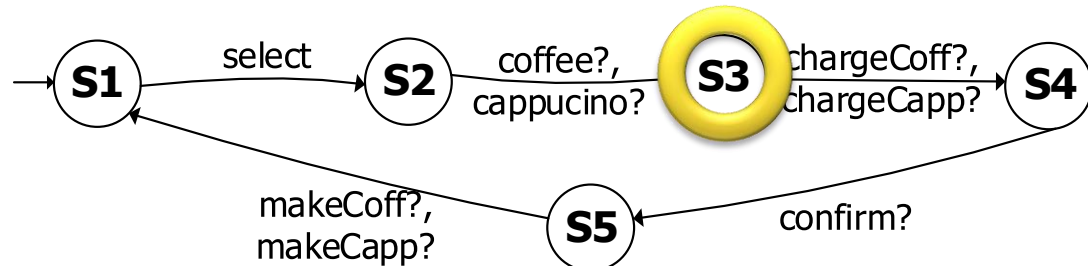 S1
select
S2
coffee?,
cappucino?
S3
chargeCoff?,
chargeCapp?
S4
makeCoff?,
makeCapp?
S5
confirm?